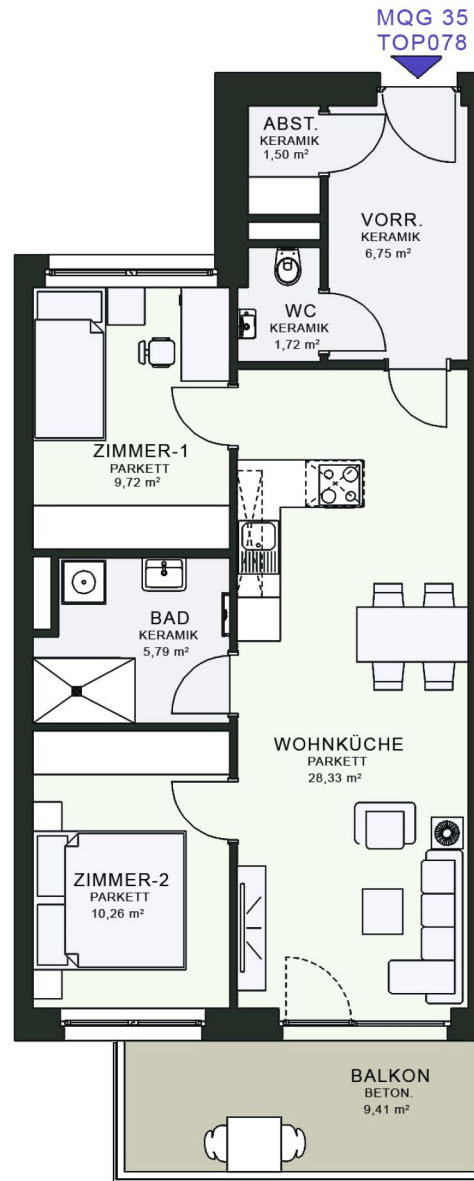 MQG 35
TOP078
ABST.
KERAMIK
1,50 m²
VORR.
KERAMIK
6,75 m²
WC
KERAMIK
1,72 m²
ZIMMER-1
PARKETT
9,72 m²
BAD
KERAMIK
5,79 m²
WOHNKÜCHE
PARKETT
28,33 m²
ZIMMER-2
PARKETT
10,26 m²
BALKON
BETON.
9,41 m²